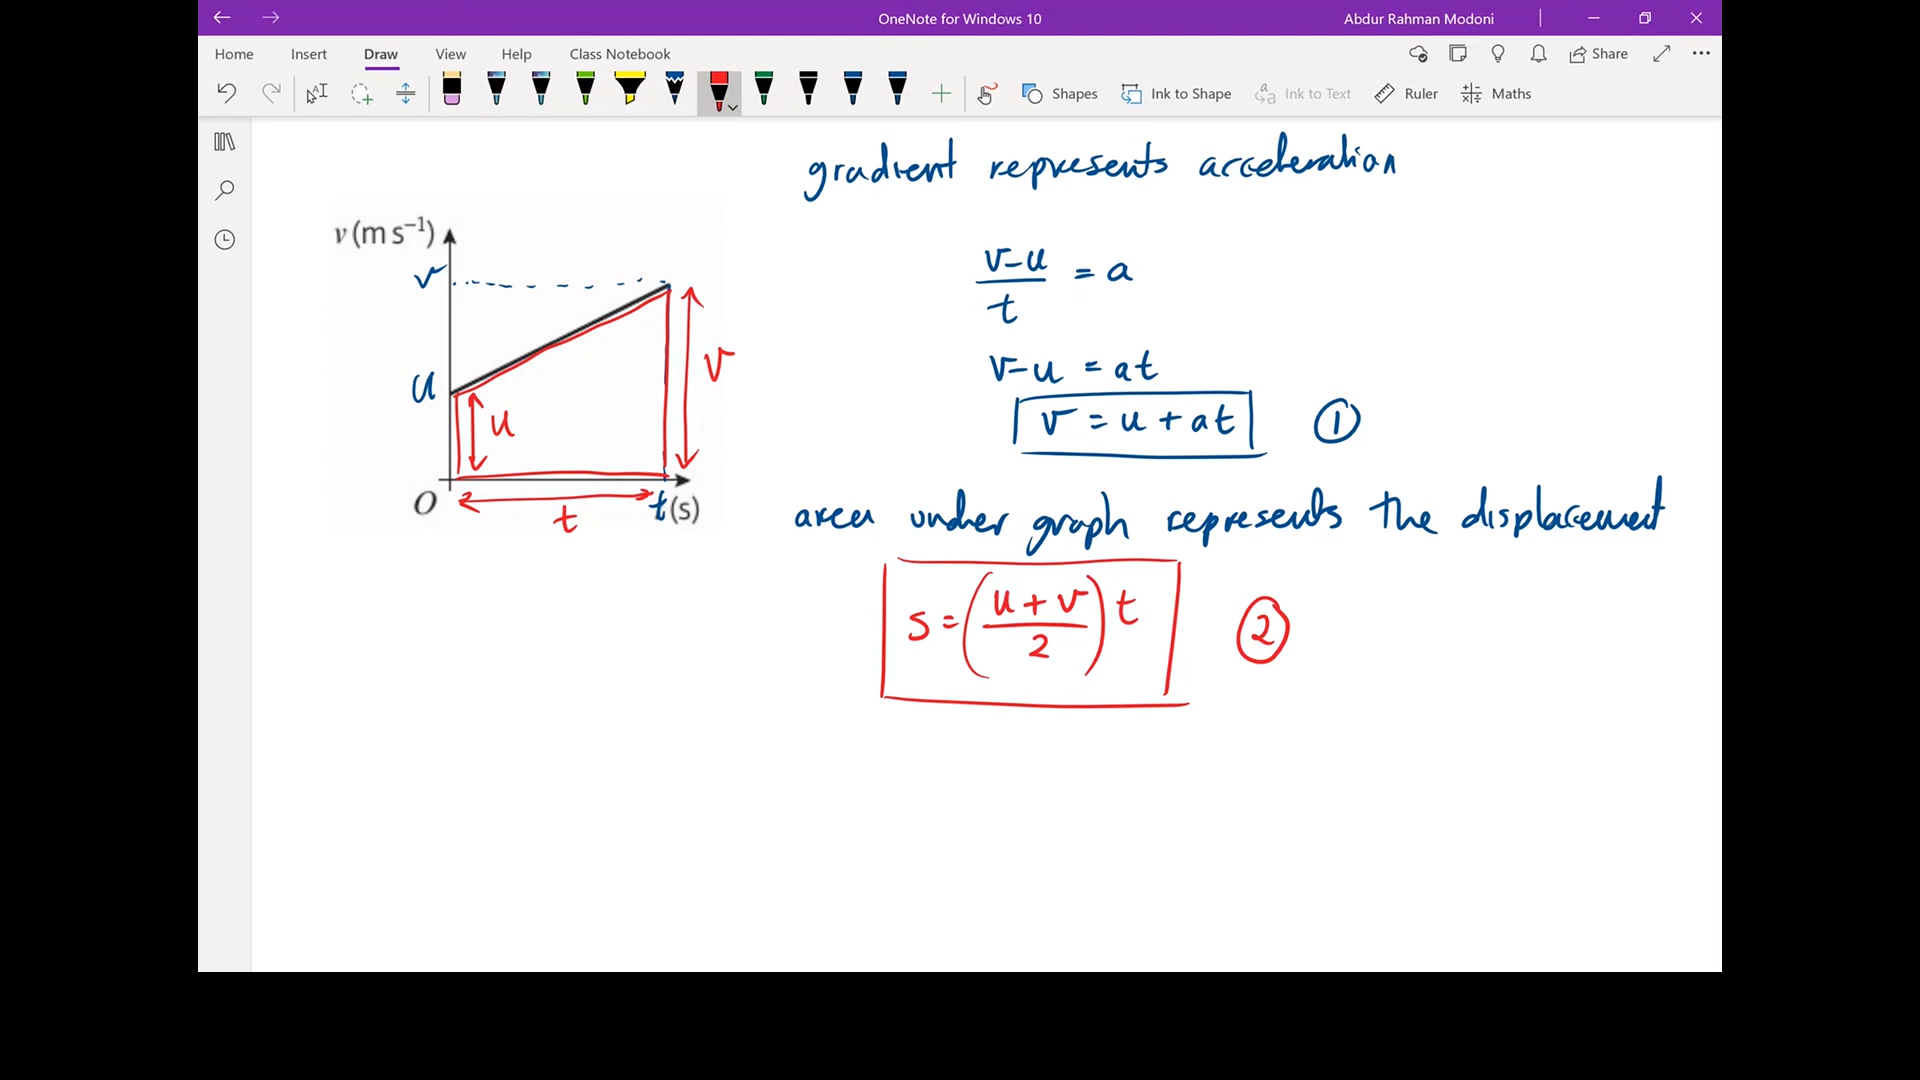 OneNote for Windows 10
Abdur Rahman Modoni
Home Insert Draw View Help Class Notebook
Share
Shapes Ink to Shape Ink to Text Ruler Maths
gradient represents acceleration
v (m s⁻¹)
v
u
u
v
O
t
t (s)
v-u/t = a
v-u = at
v = u + at ①
area under graph represents the displacement
s = (u + v/2) t ②